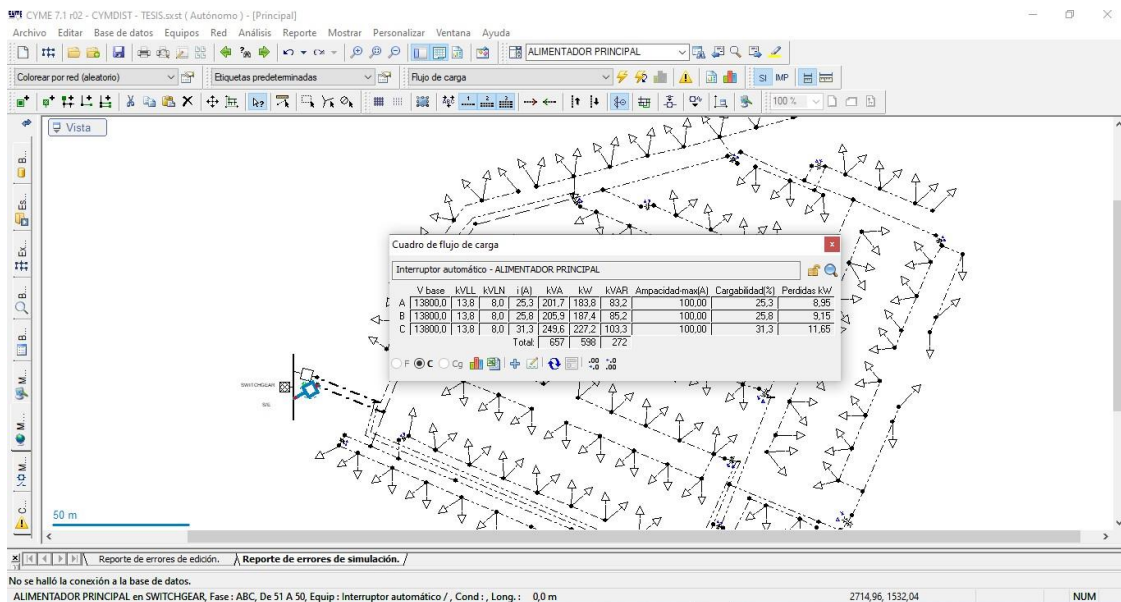 CYME 7.1 r02 - CYMDIST - TESIS.sxst ( Autónomo ) - [Principal]
Archivo Editar Base de datos Equipos Red Análisis Reporte Mostrar Personalizar Ventana Ayuda
ALIMENTADOR PRINCIPAL
Colorear por red (aleatorio) Etiquetas predeterminadas Flujo de carga SI IMP
100 %
Vista
B...
Es...
Ex...
B...
B...
M...
M...
M...
C...
Cuadro de flujo de carga
Interruptor automático - ALIMENTADOR PRINCIPAL
V base kVLL kVLN i (A) kVA kW kVAR Ampacidad-max(A) Cargabilidad(%) Perdidas kW
A 13800,0 13,8 8,0 25,3 201,7 183,8 83,2 100,00 25,3 8,95
B 13800,0 13,8 8,0 25,8 205,9 187,4 85,2 100,00 25,8 9,15
C 13800,0 13,8 8,0 31,3 249,6 227,2 103,3 100,00 31,3 11,65
Total: 657 598 272
F C Cg
SWITCHGEAR
50 m
Reporte de errores de edición. Reporte de errores de simulación.
No se halló la conexión a la base de datos.
ALIMENTADOR PRINCIPAL en SWITCHGEAR, Fase : ABC, De 51 A 50, Equip : Interruptor automático / , Cond : , Long. : 0,0 m 2714,96, 1532,04 NUM